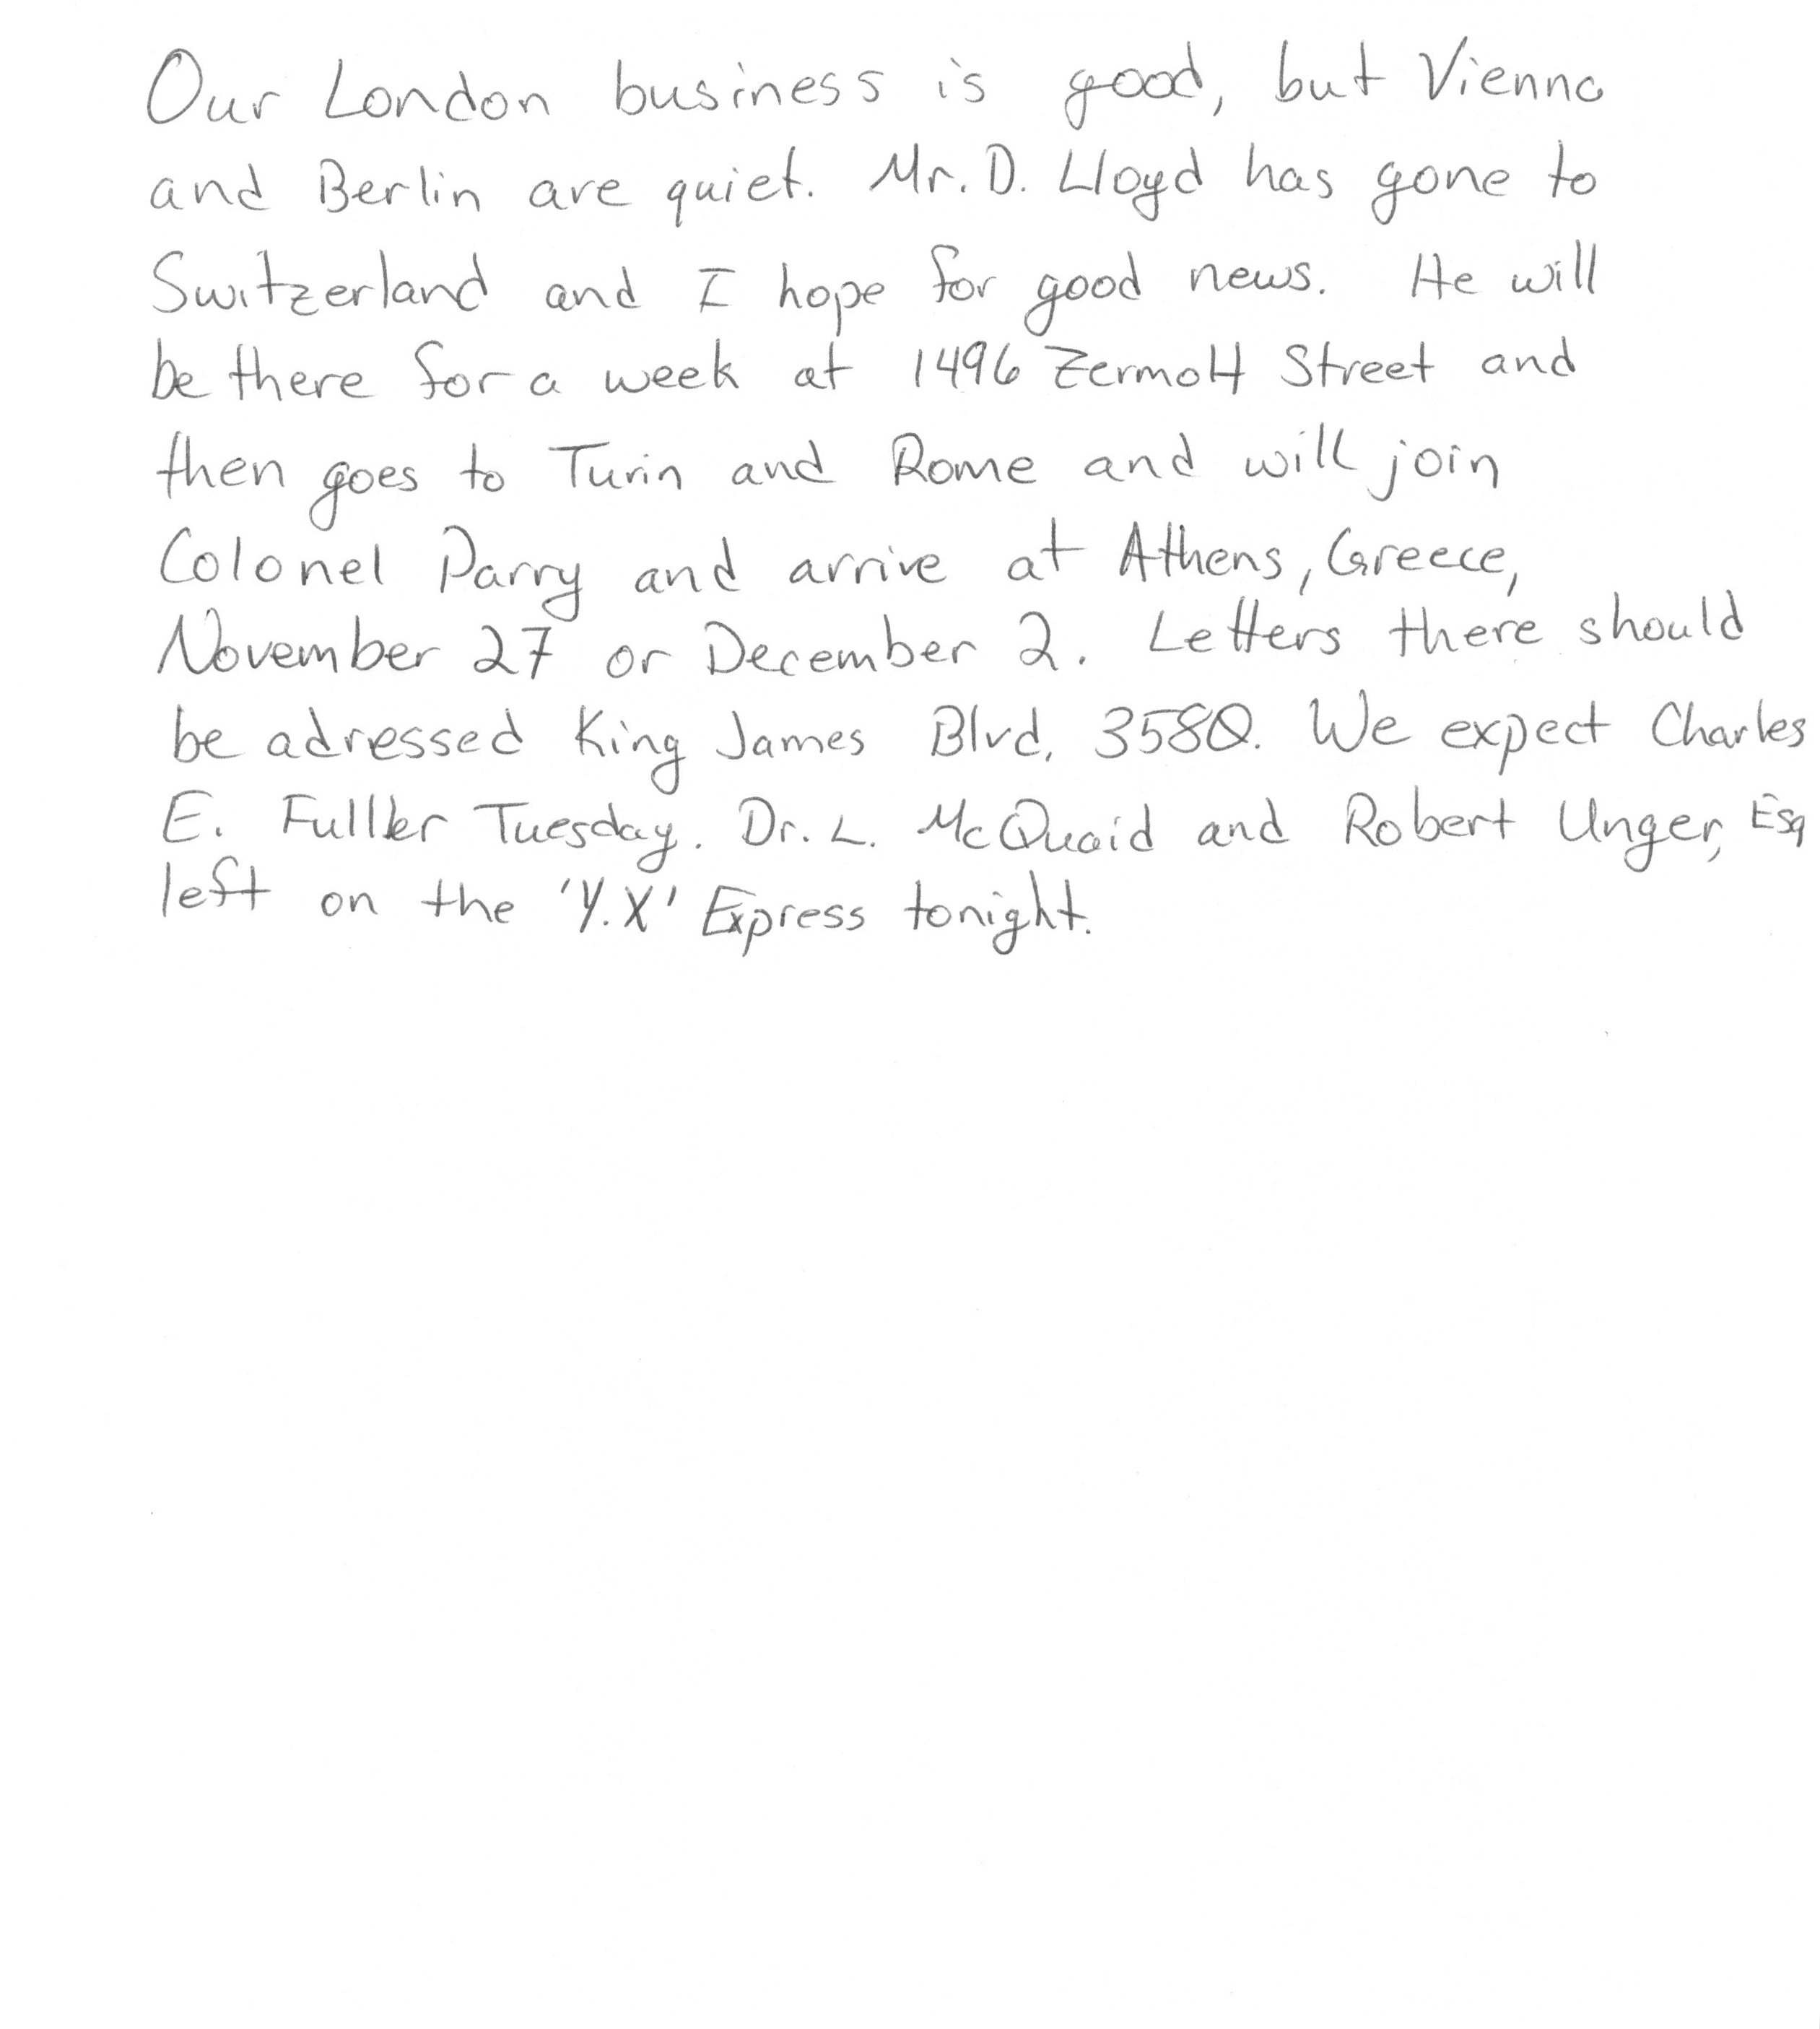 Our London business is good, but Vienna
and Berlin are quiet. Mr. D. Lloyd has gone to
Switzerland and I hope for good news. He will
be there for a week at 1496 Zermott Street and
then goes to Turin and Rome and will join
Colonel Parry and arrive at Athens, Greece,
November 27 or December 2. Letters there should
be adressed King James Blvd, 3580. We expect Charles
E. Fuller Tuesday. Dr. L. McQuaid and Robert Unger, Esq
left on the 'Y.X' Express tonight.